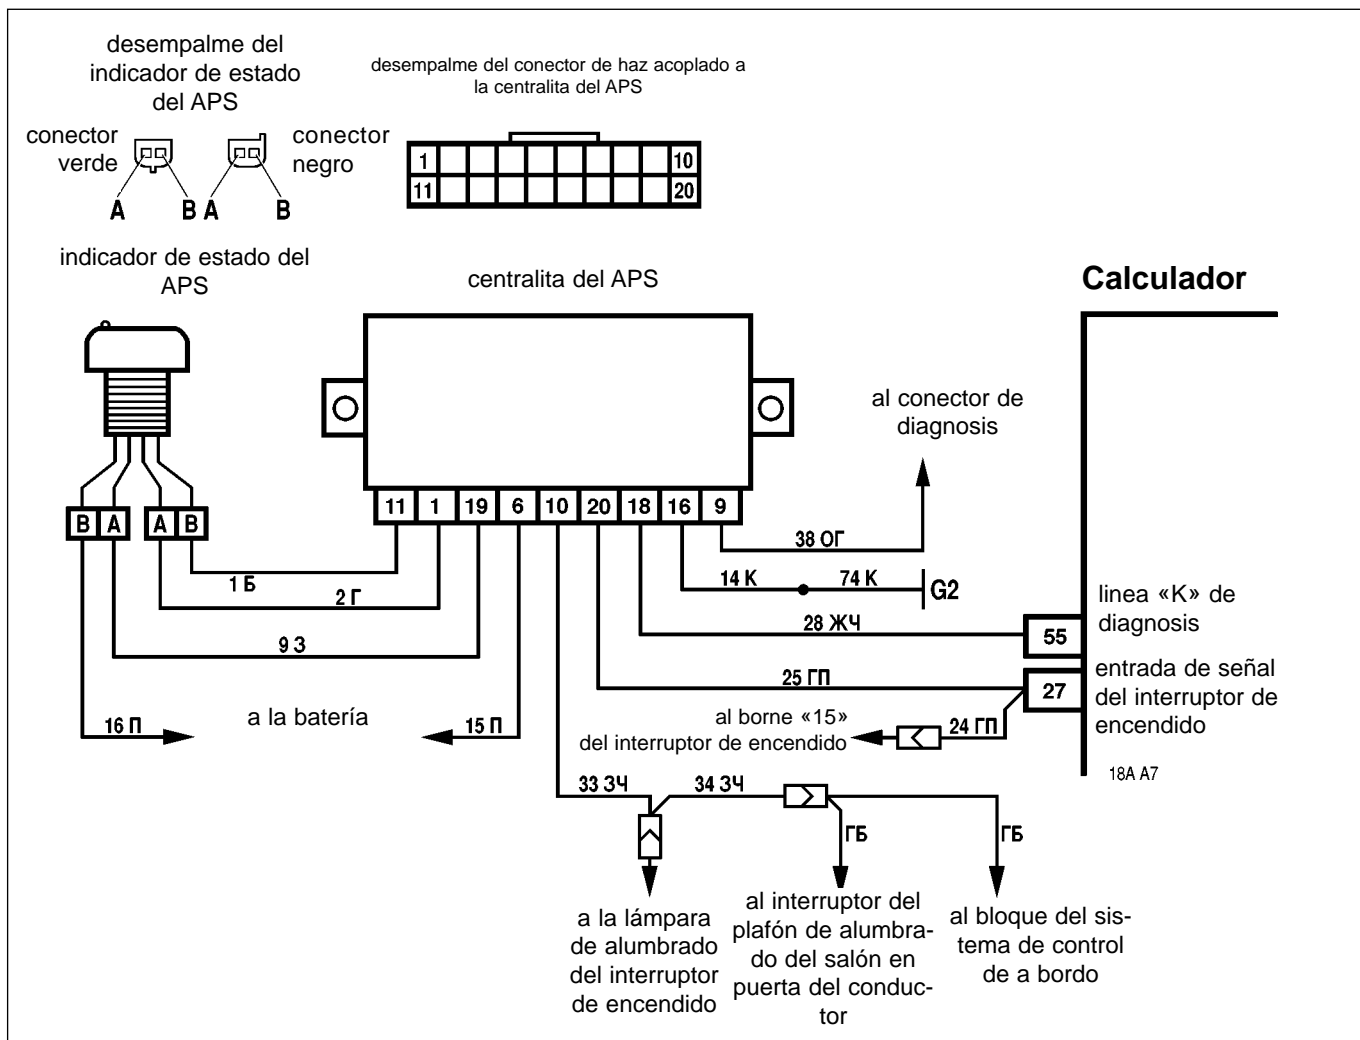 desempalme del
indicador de estado
del APS
desempalme del conector de haz acoplado a
la centralita del APS
conector
verde
conector
negro
A
B
A
B
1
10
11
20
indicador de estado del
APS
centralita del APS
Calculador
al conector de
diagnosis
B
A
A
B
11
1
19
6
10
20
18
16
9
38 ОГ
1 Б
14 К
74 К
G2
2 Г
28 ЖЧ
55
linea «K» de
diagnosis
9 З
25 ГП
27
entrada de señal
del interruptor de
encendido
16 П
a la batería
15 П
al borne «15»
del interruptor de encendido
24 ГП
18A A7
33 ЗЧ
34 ЗЧ
ГБ
ГБ
a la lámpara
de alumbrado
del interruptor
de encendido
al interruptor del
plafón de alumbra-
do del salón en
puerta del conduc-
tor
al bloque del sis-
tema de control
de a bordo